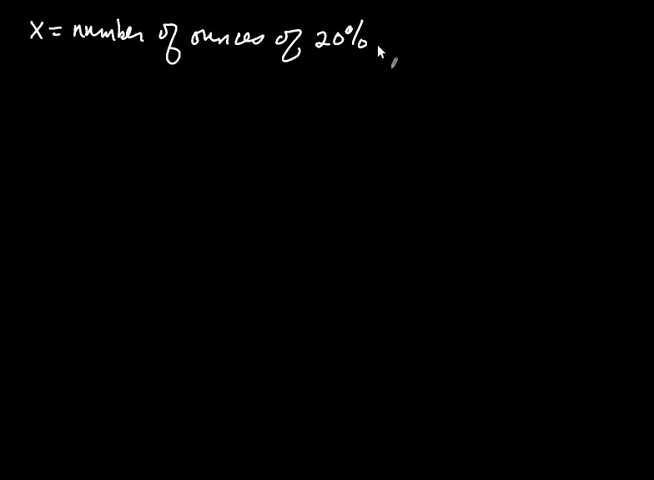 x = number of ounces of 20%